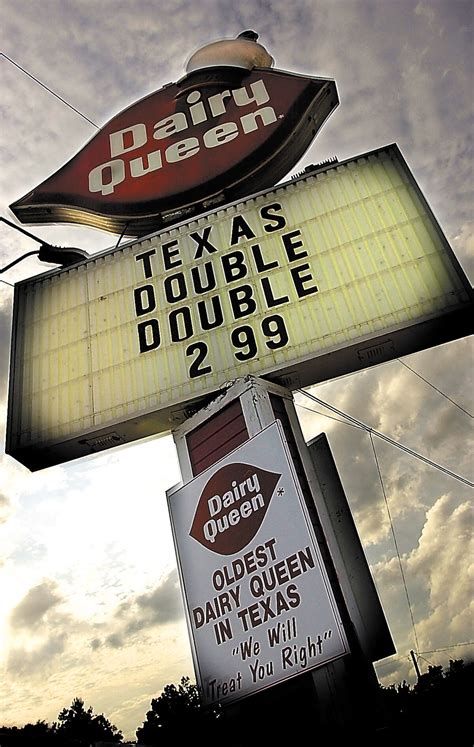 Dairy
Queen
TEXAS
DOUBLE
DOUBLE
2 99
Dairy
Queen
OLDEST
DAIRY QUEEN
IN TEXAS
"We Will
Treat You Right"